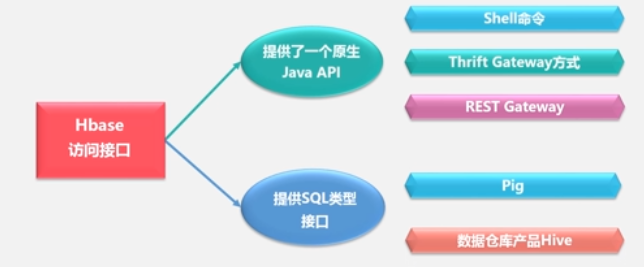 Hbase
访问接口
提供了一个原生
Java API
Shell命令
Thrift Gateway方式
REST Gateway
提供SQL类型
接口
Pig
数据仓库产品Hive